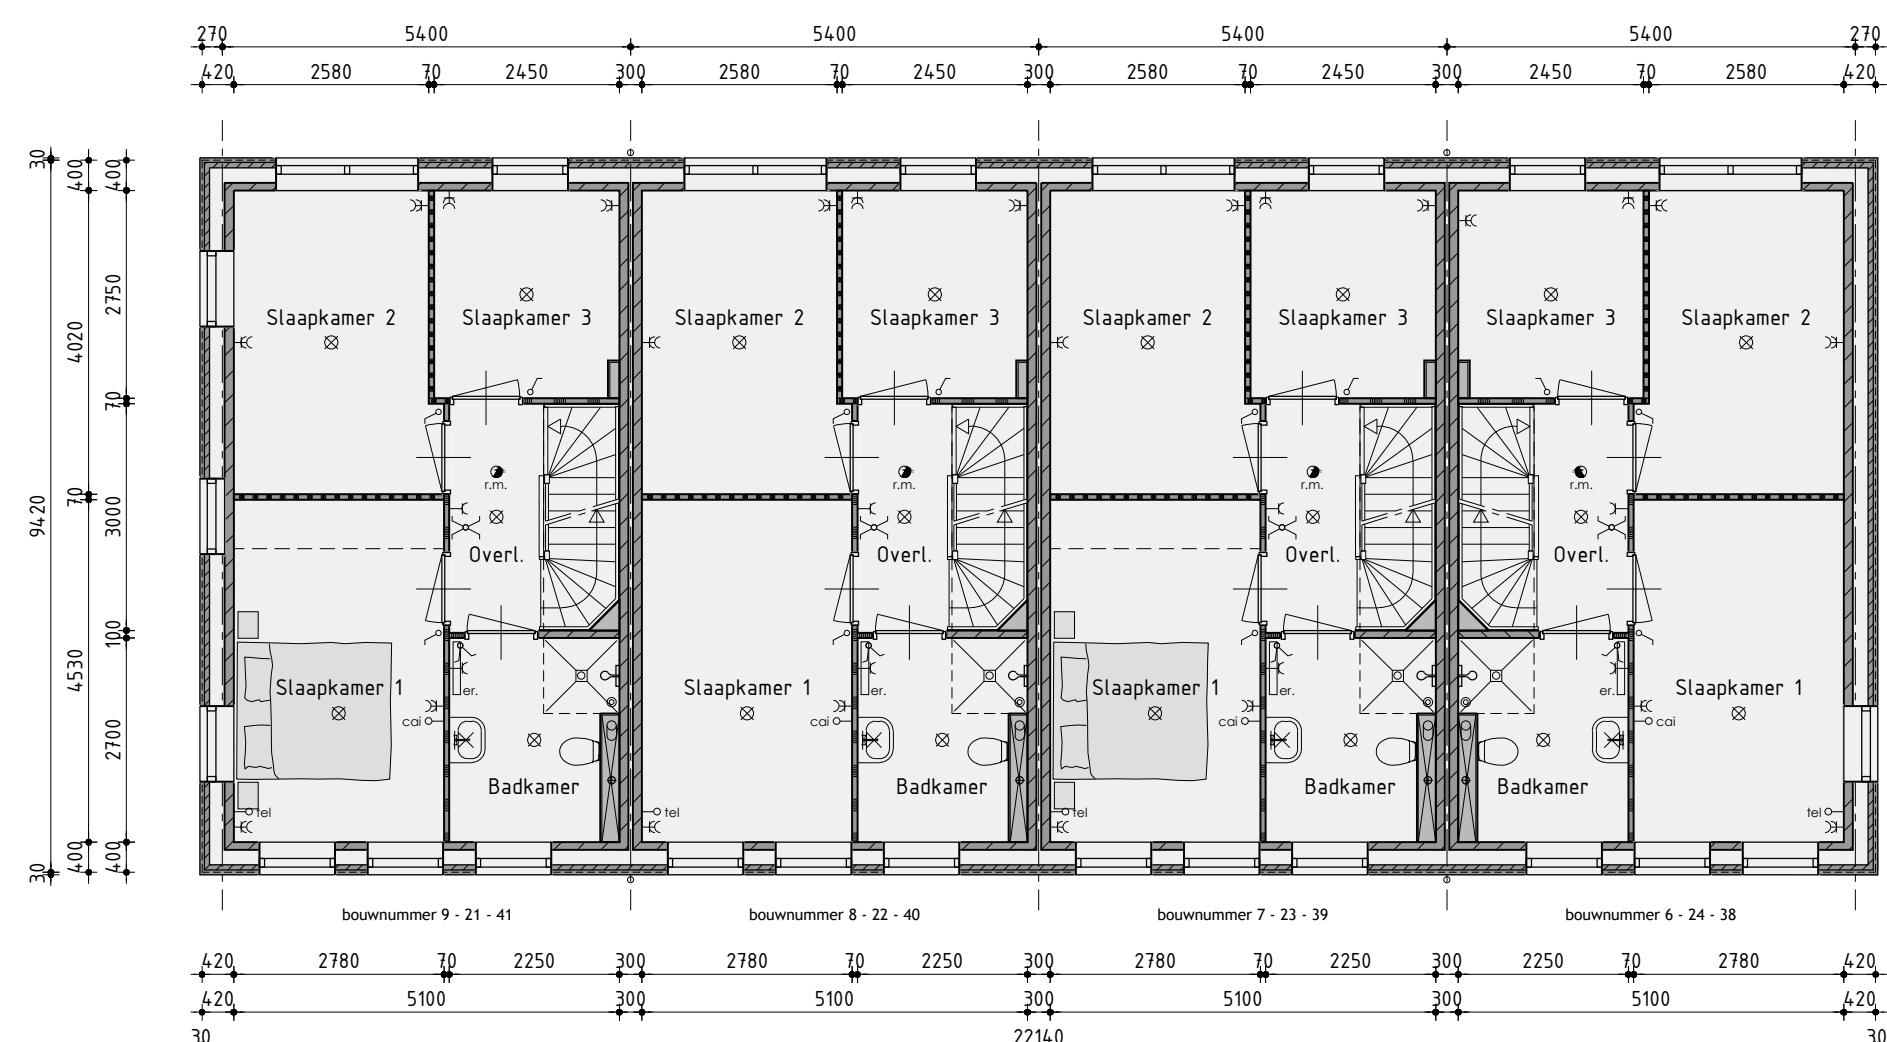 270 5400 5400 5400 5400 270
420 2580 70 2450 300 2580 70 2450 300 2580 70 2450 300 2450 70 2580 420
30 400 400
2750
4020
70
70
3000
9420
100
4530
2700
400 400
30
Slaapkamer 2 Slaapkamer 3 Slaapkamer 2 Slaapkamer 3 Slaapkamer 2 Slaapkamer 3 Slaapkamer 3 Slaapkamer 2
r.m. r.m. r.m. r.m.
Overl. Overl. Overl. Overl.
Slaapkamer 1 er. Slaapkamer 1 er. Slaapkamer 1 er. er. Slaapkamer 1
cai cai cai cai
Badkamer Badkamer Badkamer Badkamer
tel tel tel tel
bouwnummer 9 - 21 - 41 bouwnummer 8 - 22 - 40 bouwnummer 7 - 23 - 39 bouwnummer 6 - 24 - 38
420 2780 70 2250 300 2780 70 2250 300 2780 70 2250 300 2250 70 2780 420
420 5100 300 5100 300 5100 300 5100 420
30 22140 30